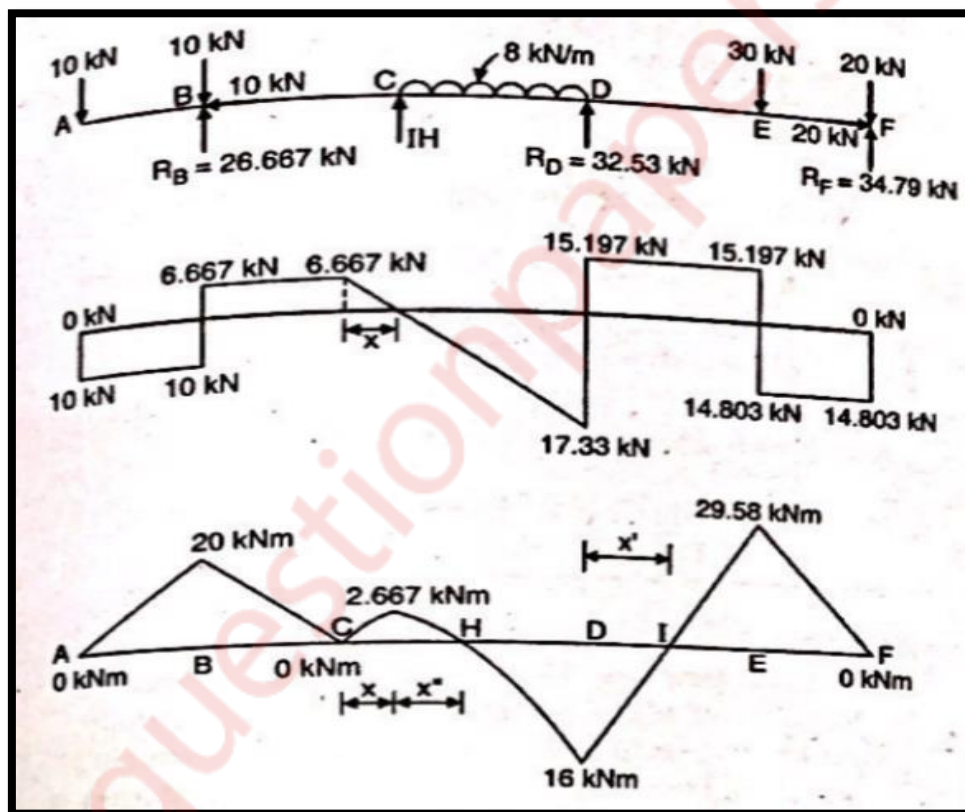 10 kN 10 kN 8 kN/m 30 kN 20 kN
A B 10 kN C D E 20 kN F
IH
R_B = 26.667 kN R_D = 32.53 kN R_F = 34.79 kN
15.197 kN 15.197 kN
6.667 kN 6.667 kN
0 kN 0 kN
x
10 kN 10 kN 14.803 kN 14.803 kN
17.33 kN
29.58 kNm
20 kNm x'
2.667 kNm
A B C H D I E F
0 kNm 0 kNm 0 kNm
x x"
16 kNm
questionpapers